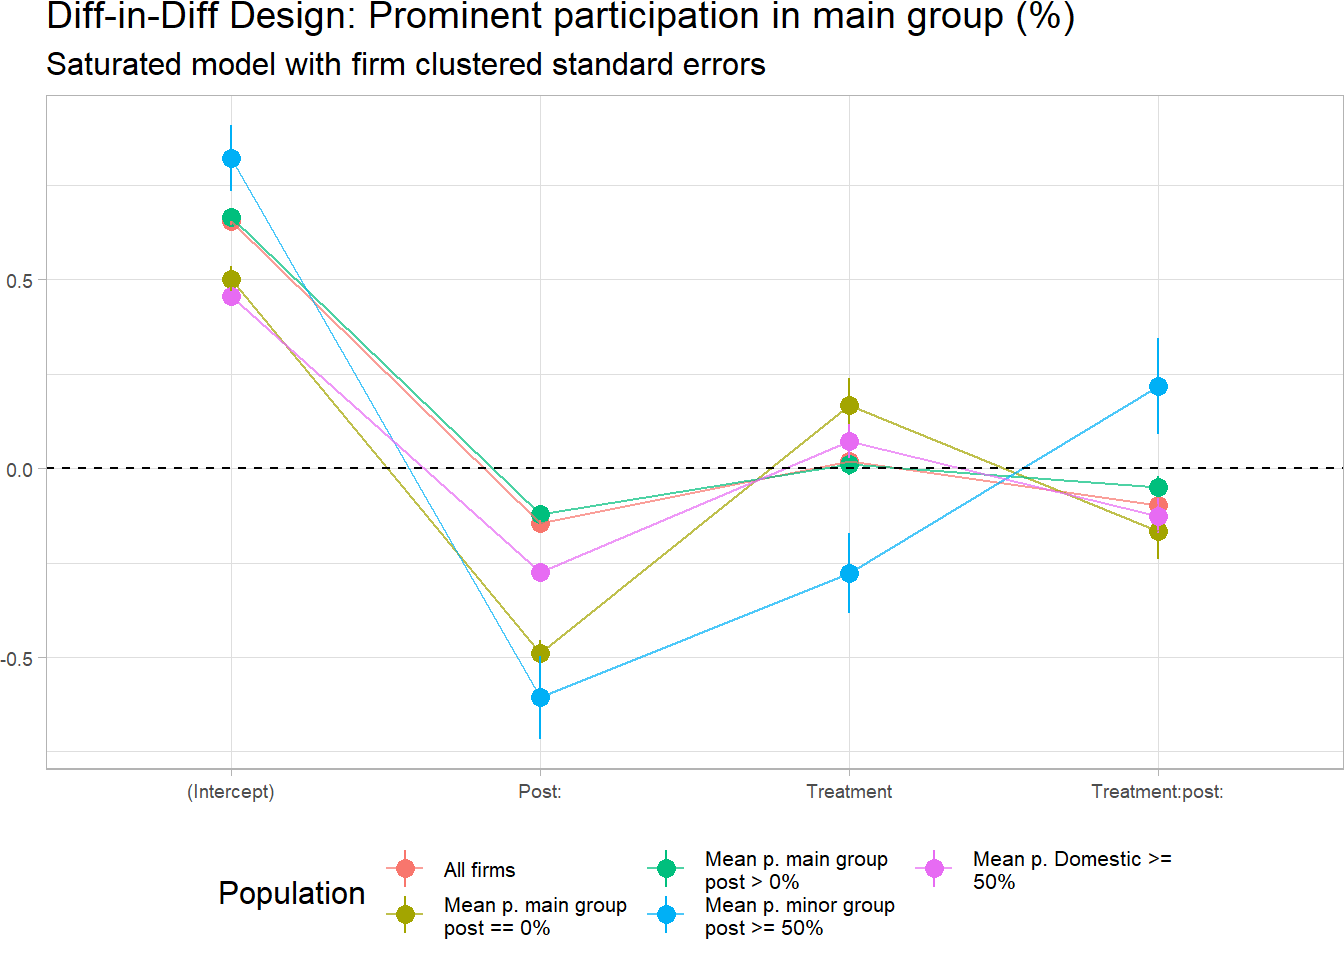 Diff-in-Diff Design: Prominent participation in main group (%)
Saturated model with firm clustered standard errors
0.5
0.0
-0.5
(Intercept)
Post:
Treatment
Treatment:post:
Population
All firms
Mean p. main group
post == 0%
Mean p. main group
post > 0%
Mean p. minor group
post >= 50%
Mean p. Domestic >=
50%